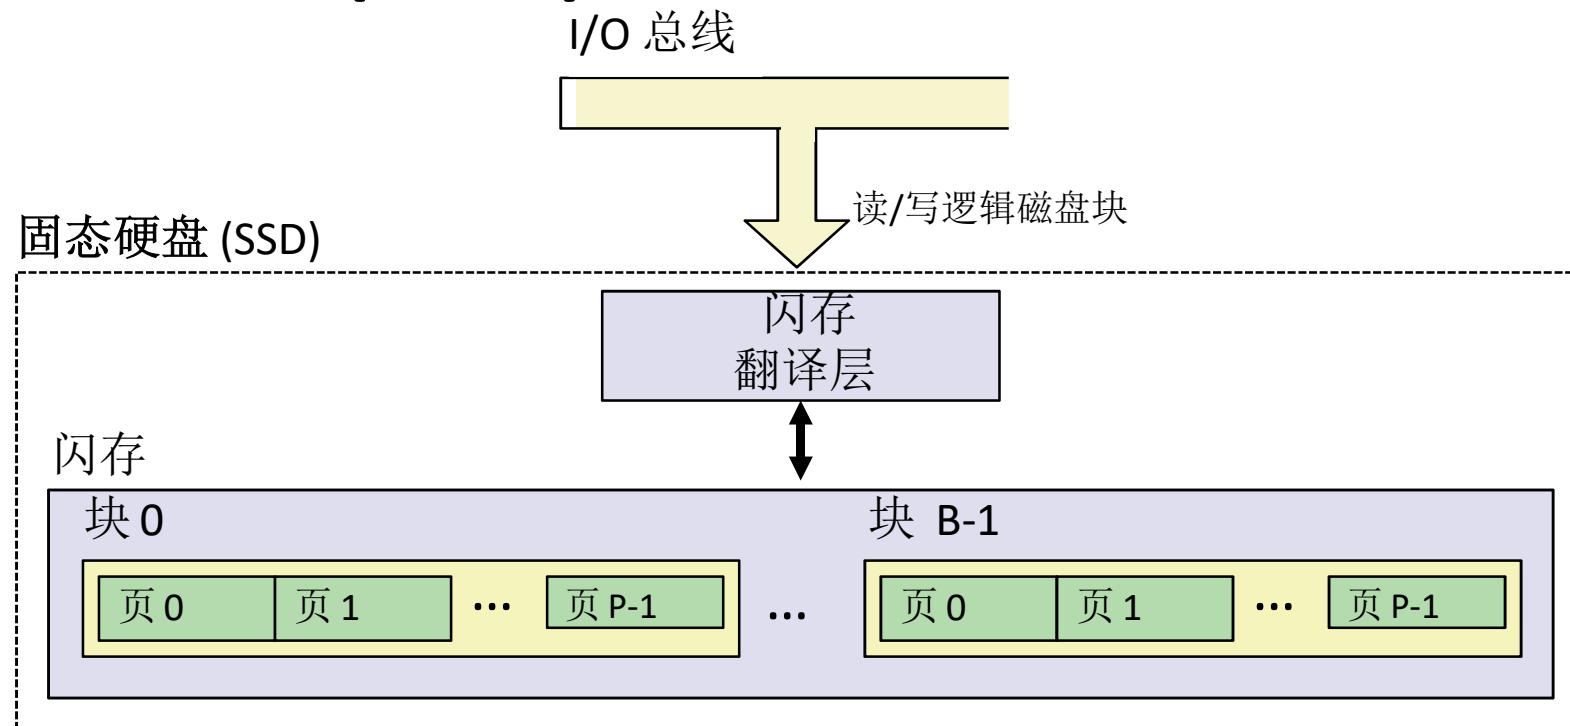 I/O 总线
读/写逻辑磁盘块
固态硬盘 (SSD)
闪存
翻译层
闪存
块 0
块 B-1
页 0 页 1 ... 页 P-1 ... 页 0 页 1 ... 页 P-1